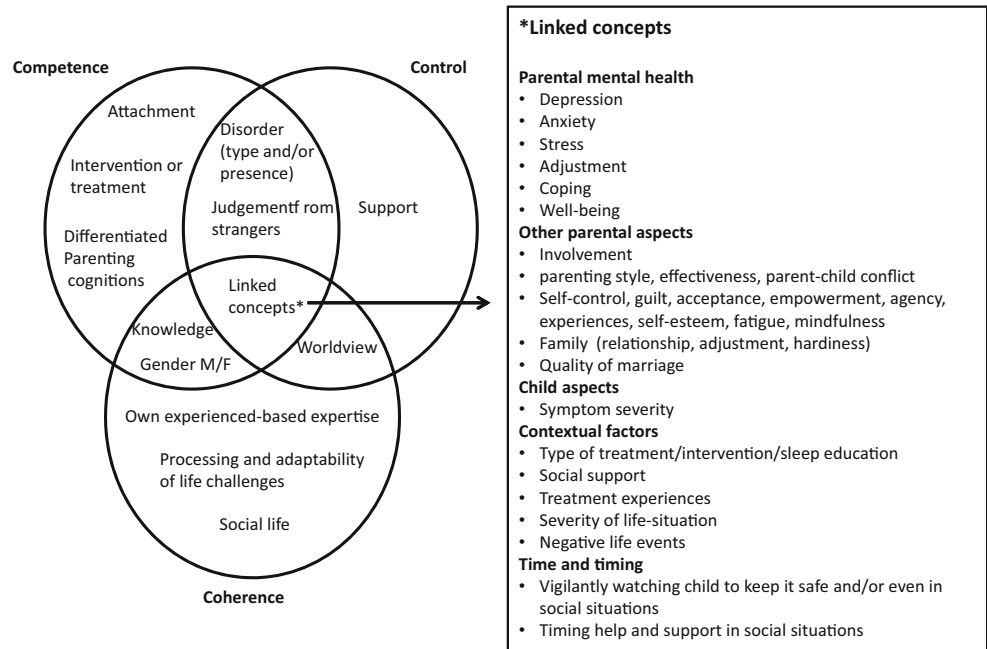 Competence
Control
Attachment
Disorder
(type and/or
presence)
Intervention or
treatment
Judgementf rom
strangers
Support
Differentiated
Parenting
cognitions
Linked
concepts*
Knowledge
Worldview
Gender M/F
Own experienced-based expertise
Processing and adaptability
of life challenges
Social life
Coherence
*Linked concepts
Parental mental health
• Depression
• Anxiety
• Stress
• Adjustment
• Coping
• Well-being
Other parental aspects
• Involvement
• parenting style, effectiveness, parent-child conflict
• Self-control, guilt, acceptance, empowerment, agency,
experiences, self-esteem, fatigue, mindfulness
• Family (relationship, adjustment, hardiness)
• Quality of marriage
Child aspects
• Symptom severity
Contextual factors
• Type of treatment/intervention/sleep education
• Social support
• Treatment experiences
• Severity of life-situation
• Negative life events
Time and timing
• Vigilantly watching child to keep it safe and/or even in
social situations
• Timing help and support in social situations